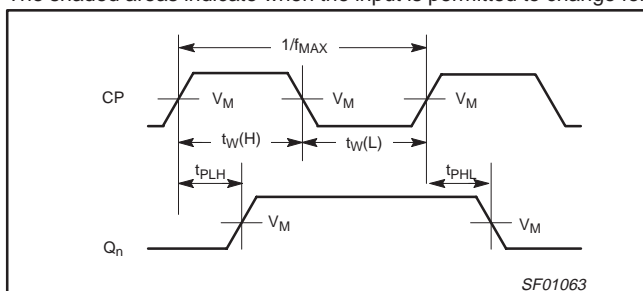 The shaded areas indicate when the input is permitted to change for
1/fMAX
CP
VM VM VM
tW(H) tW(L)
tPLH tPHL
VM VM
Qn
SF01063